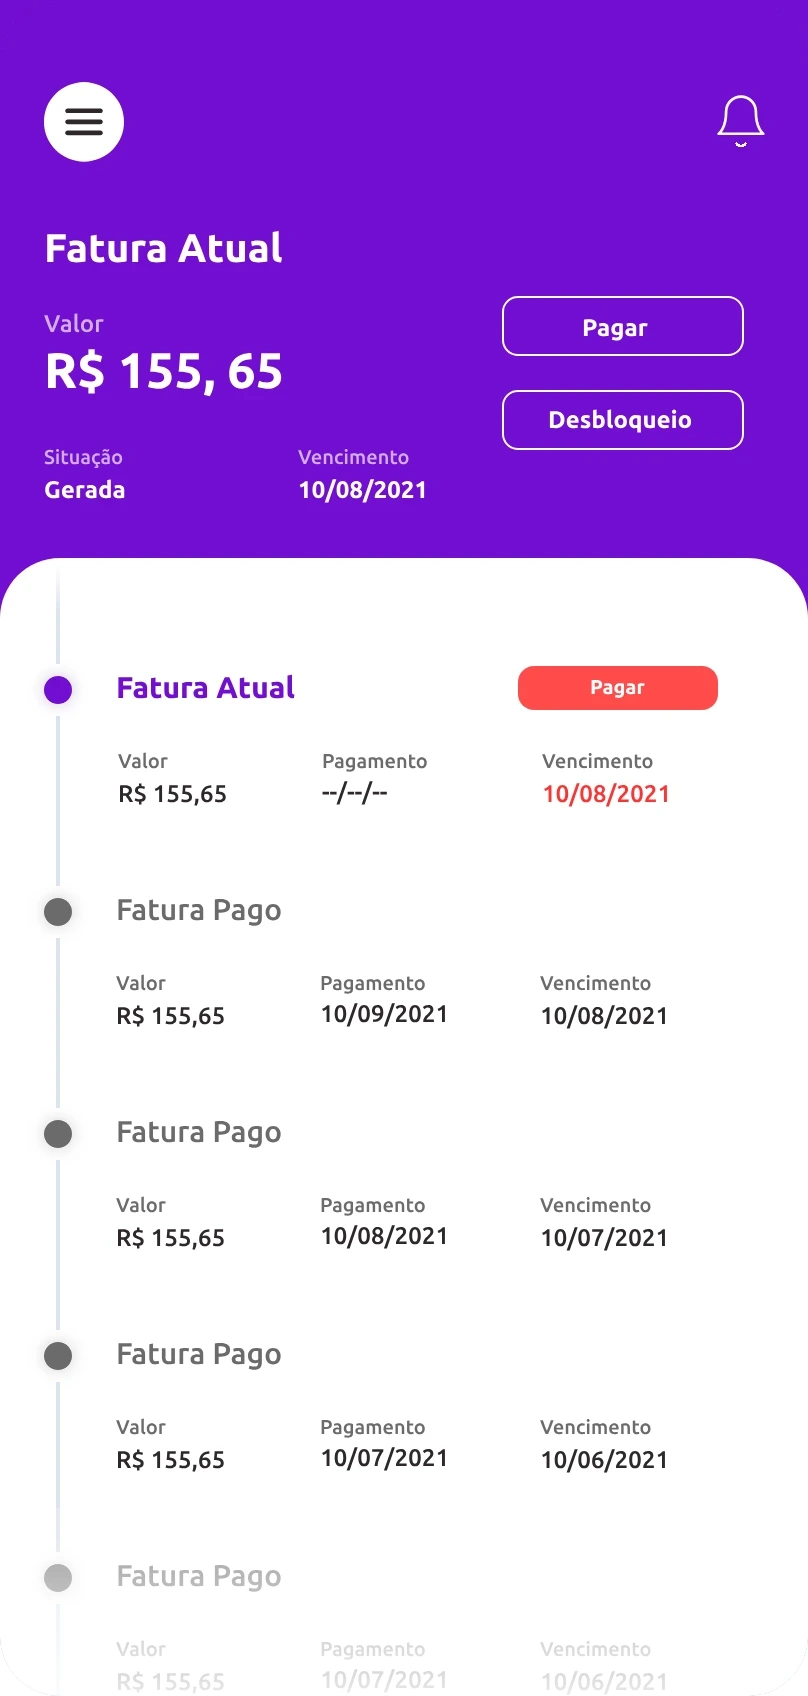 Fatura Atual
Valor
R$ 155, 65
Pagar
Desbloqueio
Situação
Vencimento
Gerada
10/08/2021
Fatura Atual
Pagar
Valor
Pagamento
Vencimento
R$ 155,65
--/--/--
10/08/2021
Fatura Pago
Valor
Pagamento
Vencimento
R$ 155,65
10/09/2021
10/08/2021
Fatura Pago
Valor
Pagamento
Vencimento
R$ 155,65
10/08/2021
10/07/2021
Fatura Pago
Valor
Pagamento
Vencimento
R$ 155,65
10/07/2021
10/06/2021
Fatura Pago
Valor
Pagamento
Vencimento
R$ 155,65
10/07/2021
10/06/2021